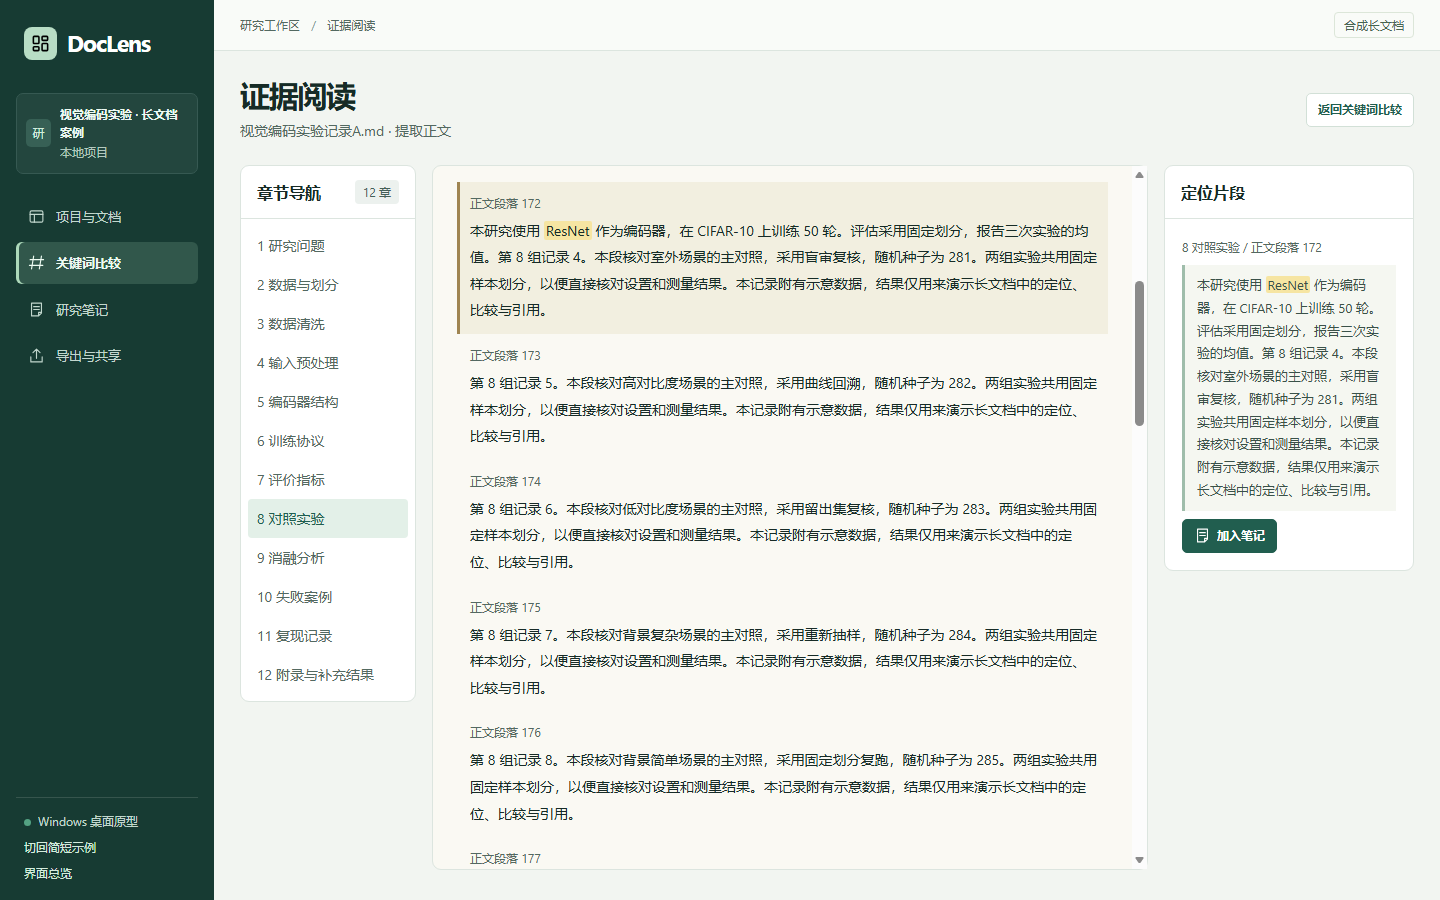 DocLens
研
视觉编码实验 · 长文档
案例
本地项目
项目与文档
关键词比较
研究笔记
导出与共享
Windows 桌面原型
切回简短示例
界面总览
研究工作区 / 证据阅读
合成长文档
证据阅读
视觉编码实验记录A.md · 提取正文
返回关键词比较
章节导航
12 章
1 研究问题
2 数据与划分
3 数据清洗
4 输入预处理
5 编码器结构
6 训练协议
7 评价指标
8 对照实验
9 消融分析
10 失败案例
11 复现记录
12 附录与补充结果
正文段落 172
本研究使用 ResNet 作为编码器，在 CIFAR-10 上训练 50 轮。评估采用固定划分，报告三次实验的均
值。第 8 组记录 4。本段核对室外场景的主对照，采用盲审复核，随机种子为 281。两组实验共用固定
样本划分，以便直接核对设置和测量结果。本记录附有示意数据，结果仅用来演示长文档中的定位、
比较与引用。
正文段落 173
第 8 组记录 5。本段核对高对比度场景的主对照，采用曲线回溯，随机种子为 282。两组实验共用固定
样本划分，以便直接核对设置和测量结果。本记录附有示意数据，结果仅用来演示长文档中的定位、
比较与引用。
正文段落 174
第 8 组记录 6。本段核对低对比度场景的主对照，采用留出集复核，随机种子为 283。两组实验共用固
定样本划分，以便直接核对设置和测量结果。本记录附有示意数据，结果仅用来演示长文档中的定
位、比较与引用。
正文段落 175
第 8 组记录 7。本段核对背景复杂场景的主对照，采用重新抽样，随机种子为 284。两组实验共用固定
样本划分，以便直接核对设置和测量结果。本记录附有示意数据，结果仅用来演示长文档中的定位、
比较与引用。
正文段落 176
第 8 组记录 8。本段核对背景简单场景的主对照，采用固定划分复跑，随机种子为 285。两组实验共用
固定样本划分，以便直接核对设置和测量结果。本记录附有示意数据，结果仅用来演示长文档中的定
位、比较与引用。
正文段落 177
定位片段
8 对照实验 / 正文段落 172
本研究使用 ResNet 作为编码
器，在 CIFAR-10 上训练 50 轮。
评估采用固定划分，报告三次实
验的均值。第 8 组记录 4。本段
核对室外场景的主对照，采用盲
审复核，随机种子为 281。两组
实验共用固定样本划分，以便直
接核对设置和测量结果。本记录
附有示意数据，结果仅用来演示
长文档中的定位、比较与引用。
加入笔记